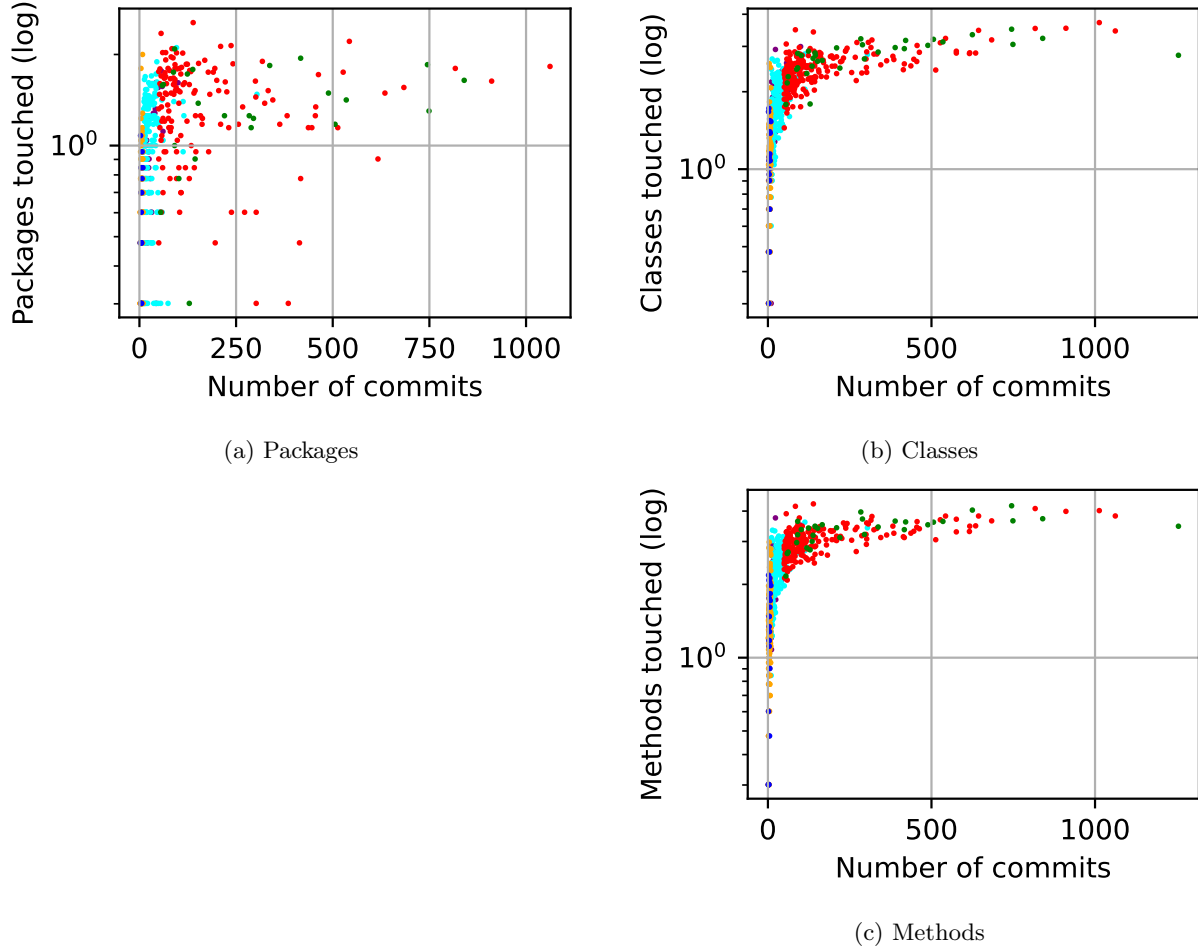 Packages touched (log)
10^0
0 250 500 750 1000
Number of commits
(a) Packages
Classes touched (log)
10^0
0 500 1000
Number of commits
(b) Classes
Methods touched (log)
10^0
0 500 1000
Number of commits
(c) Methods